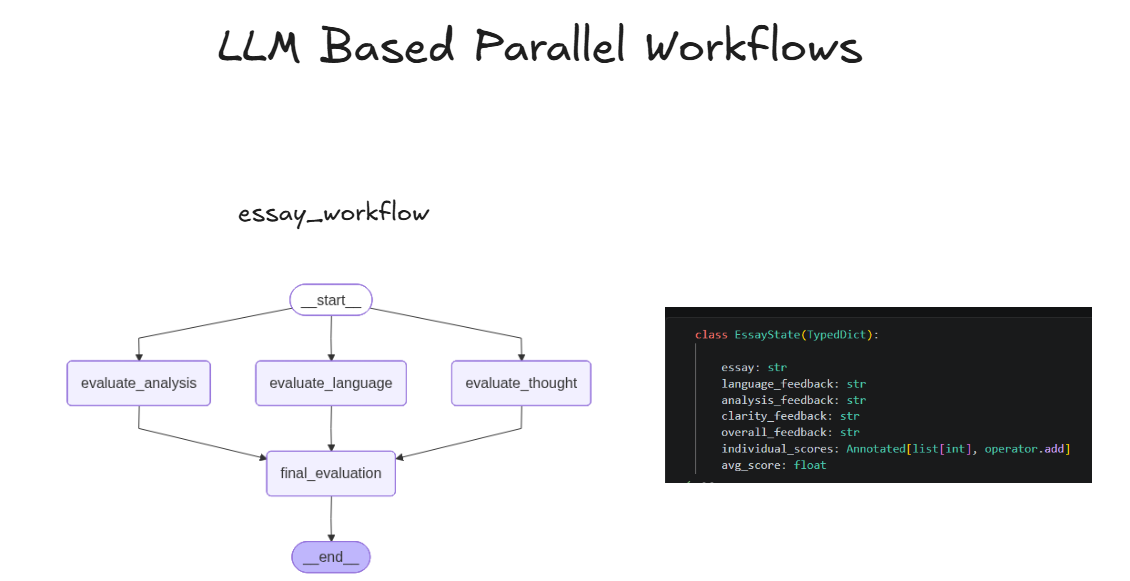 LLM Based Parallel Workflows
essay_workflow
__start__
evaluate_analysis
evaluate_language
evaluate_thought
final_evaluation
__end__
class EssayState(TypedDict):
essay: str
language_feedback: str
analysis_feedback: str
clarity_feedback: str
overall_feedback: str
individual_scores: Annotated[list[int], operator.add]
avg_score: float